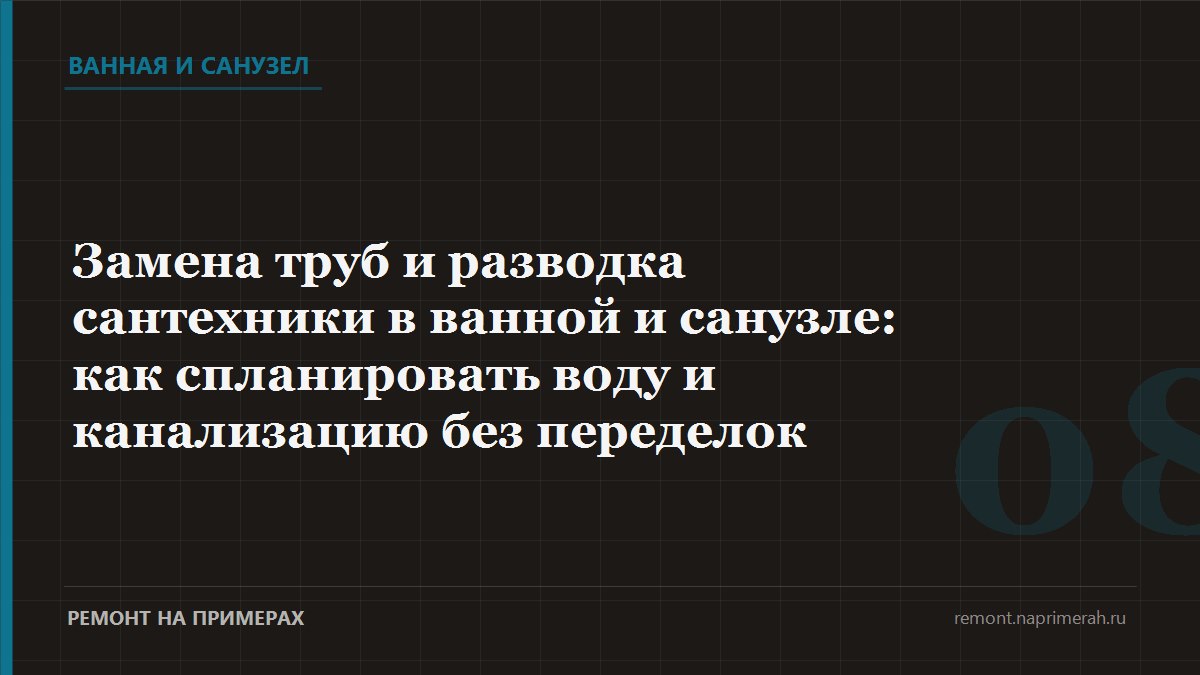 ВАННАЯ И САНУЗЕЛ
Замена труб и разводка
сантехники в ванной и санузле:
как спланировать воду и
канализацию без переделок
08
РЕМОНТ НА ПРИМЕРАХ
remont.naprimerah.ru